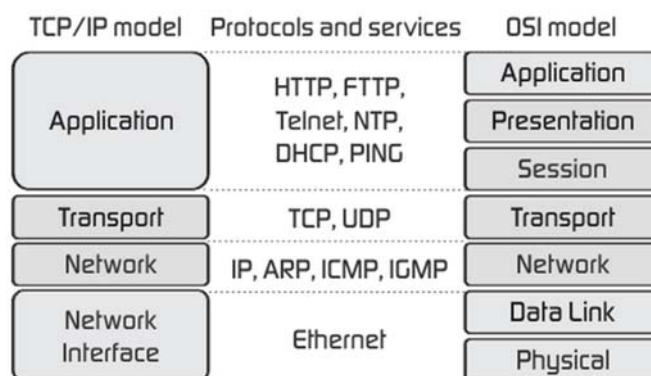 TCP/IP model
Protocols and services
OSI model
Application
HTTP, FTTP,
Telnet, NTP,
DHCP, PING
Application
Presentation
Session
Transport
TCP, UDP
Transport
Network
IP, ARP, ICMP, IGMP
Network
Network
Interface
Ethernet
Data Link
Physical